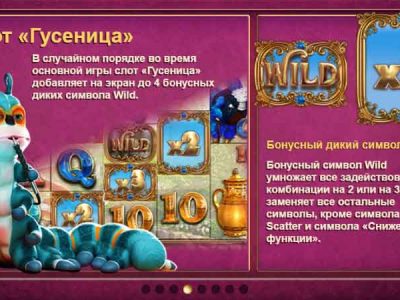 от «Гусеница»
В случайном порядке во время
основной игры слот «Гусеница»
добавляет на экран до 4 бонусных
диких символа Wild.
WILD
x2
Q
x3
10
10
WILD
Бонусный дикий символ
Бонусный символ Wild
умножает все задейство
комбинации на 2 или на 3
заменяет все остальные
символы, кроме символа
Scatter и символа «Сниже
функции».